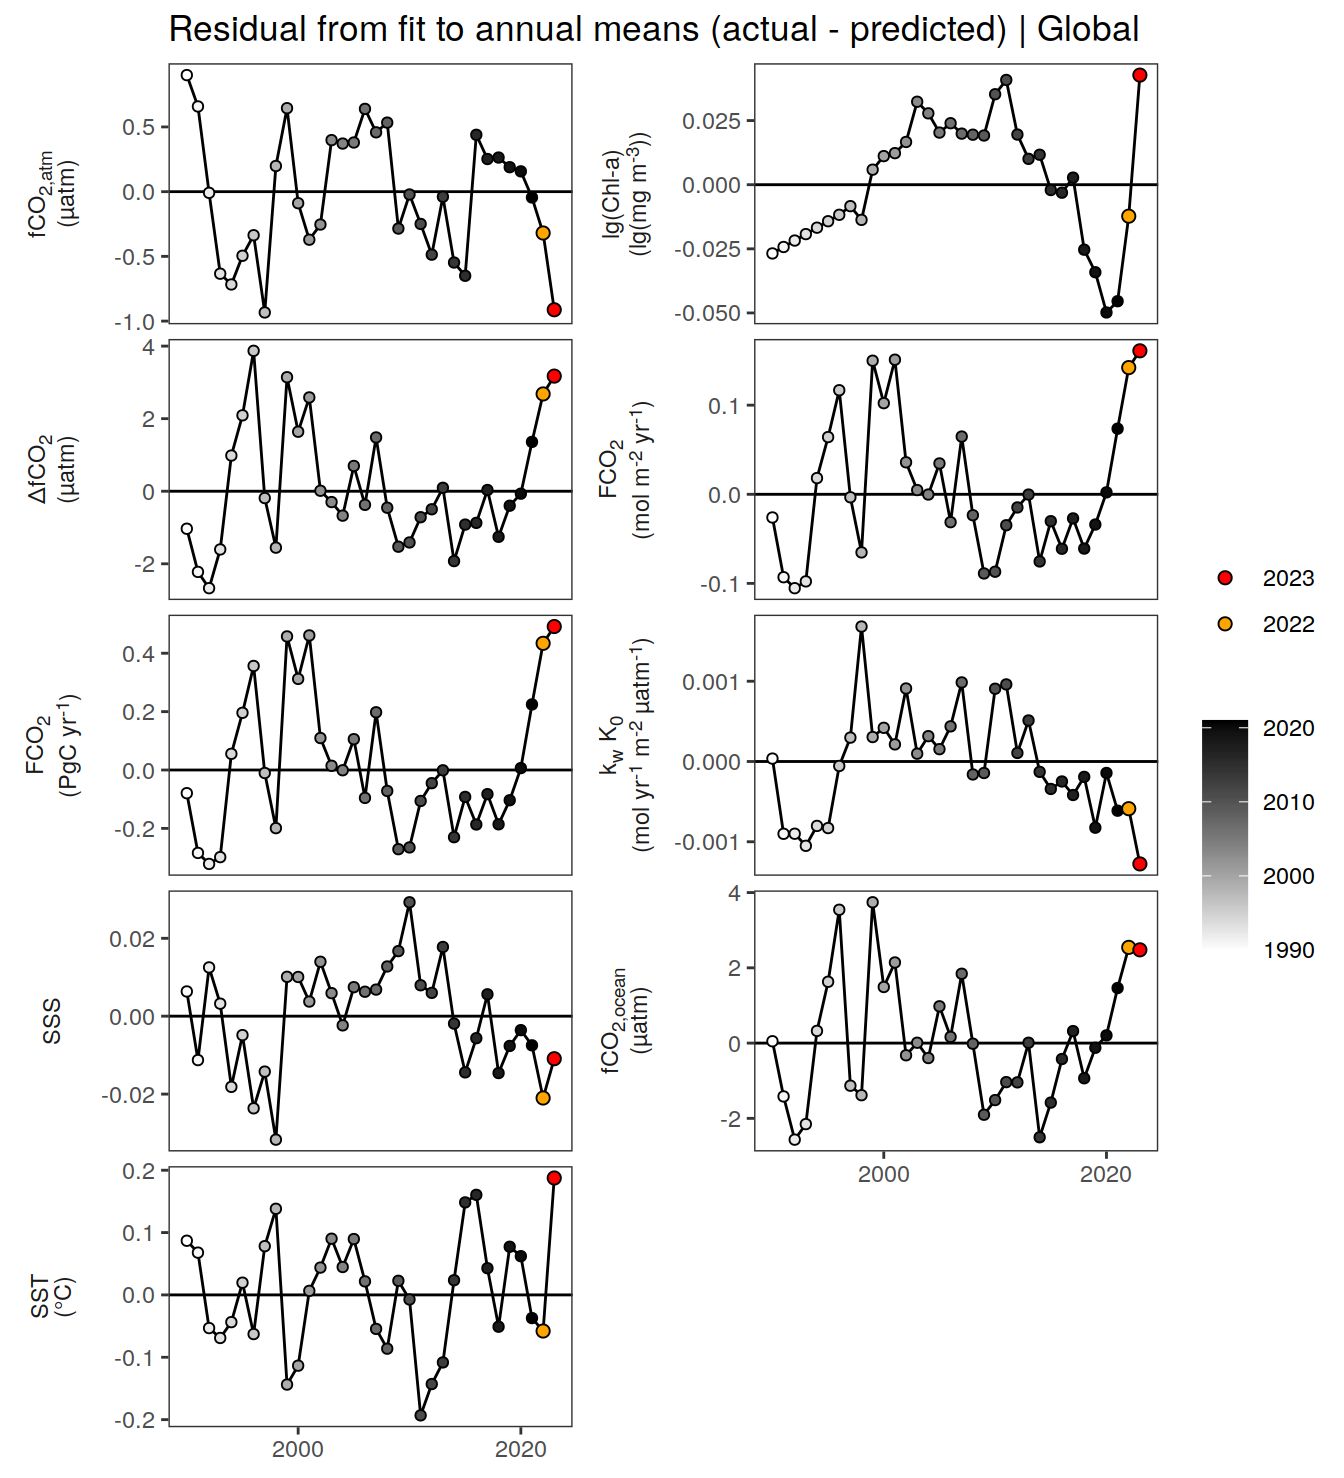 Residual from fit to annual means (actual - predicted) | Global
fCO2,atm
(µatm)
0.5
0.0
-0.5
-1.0
lg(Chl-a)
(lg(mg m-3))
0.025
0.000
-0.025
-0.050
ΔfCO2
(µatm)
4
2
0
-2
FCO2
(mol m-2 yr-1)
0.1
0.0
-0.1
FCO2
(PgC yr-1)
0.4
0.2
0.0
-0.2
kw K0
(mol yr-1 m-2 µatm-1)
0.001
0.000
-0.001
SSS
0.02
0.00
-0.02
fCO2,ocean
(µatm)
4
2
0
-2
2000
2020
SST
(°C)
0.2
0.1
0.0
-0.1
-0.2
2000
2020
2023
2022
2020
2010
2000
1990